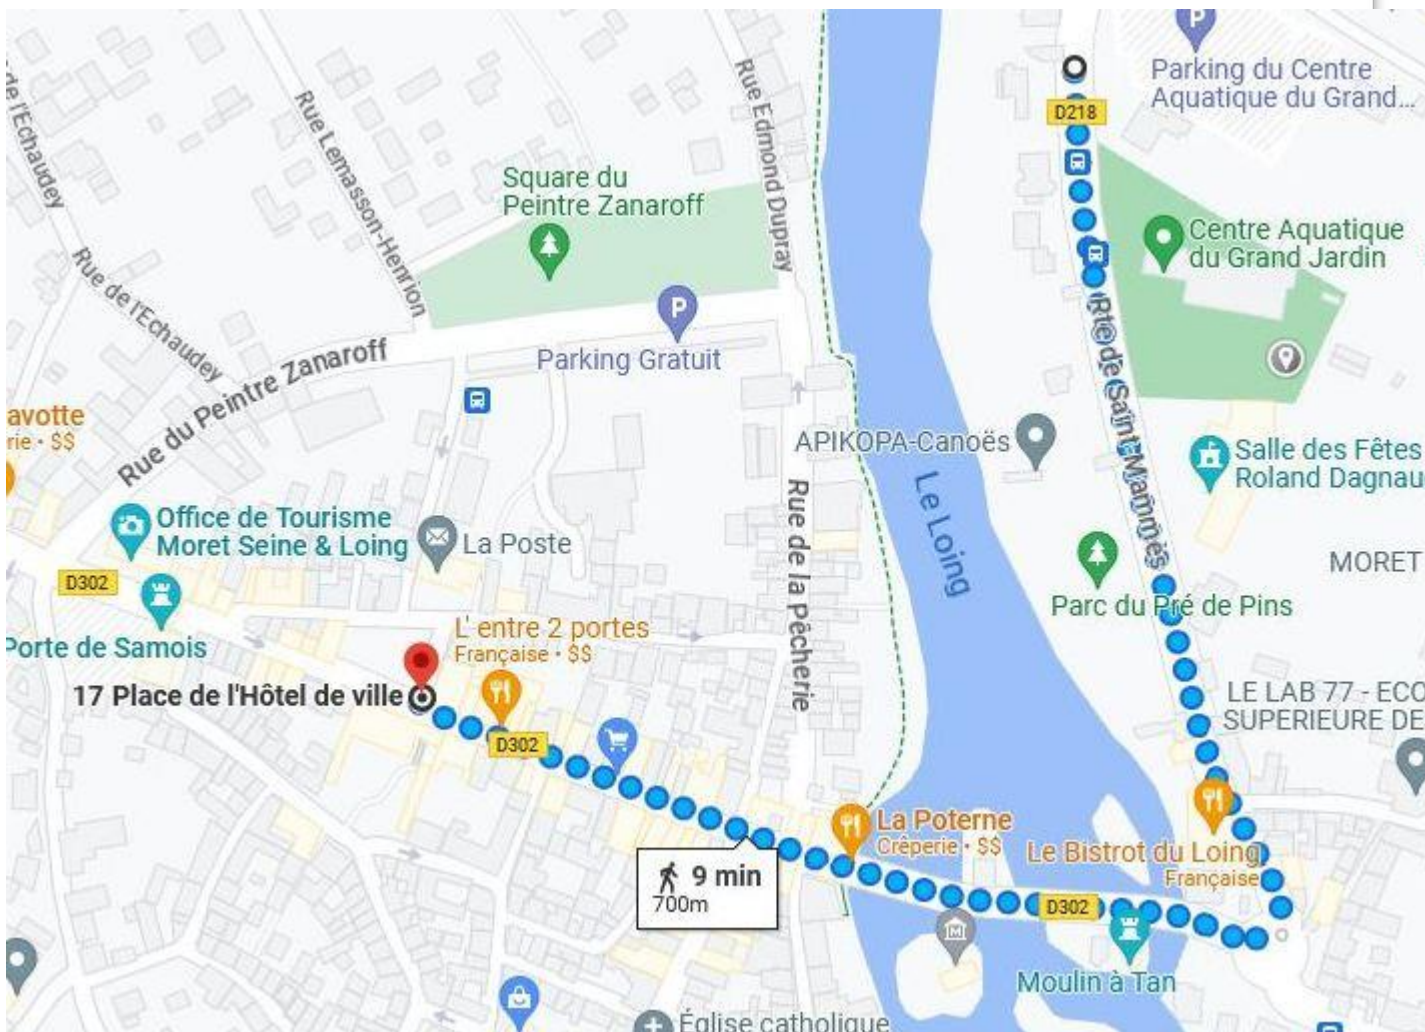 P
Parking du Centre
Aquatique du Grand...
D218
Rue Edmond Dupray
de l'Echaudey
Rue Lemasson-Henrion
Square du
Peintre Zanaroff
Centre Aquatique
du Grand Jardin
Rue de l'Echaudey
P
Parking Gratuit
Rte de Saint-Mammès
Rue du Peintre Zanaroff
avotte
rie • $$
APIKOPA-Canoës
Salle des Fêtes
Roland Dagnau
Le Loing
Rue de la Pêcherie
Office de Tourisme
Moret Seine & Loing
La Poste
MORET
D302
Parc du Pré de Pins
Porte de Samois
L' entre 2 portes
Française • $$
17 Place de l'Hôtel de ville
LE LAB 77 - ECO
SUPERIEURE DE
D302
La Poterne
Crêperie • $$
Le Bistrot du Loing
Française
9 min
700m
D302
M
Moulin à Tan
Église catholique